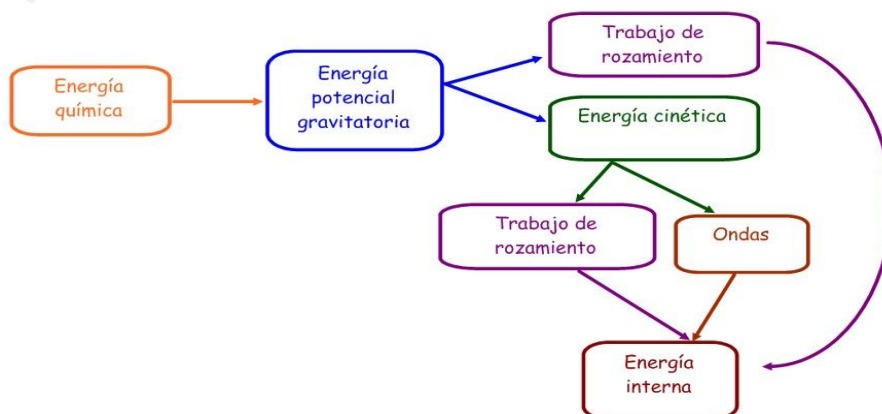 Energía
química
Energía
potencial
gravitatoria
Trabajo de
rozamiento
Energía cinética
Trabajo de
rozamiento
Ondas
Energía
interna